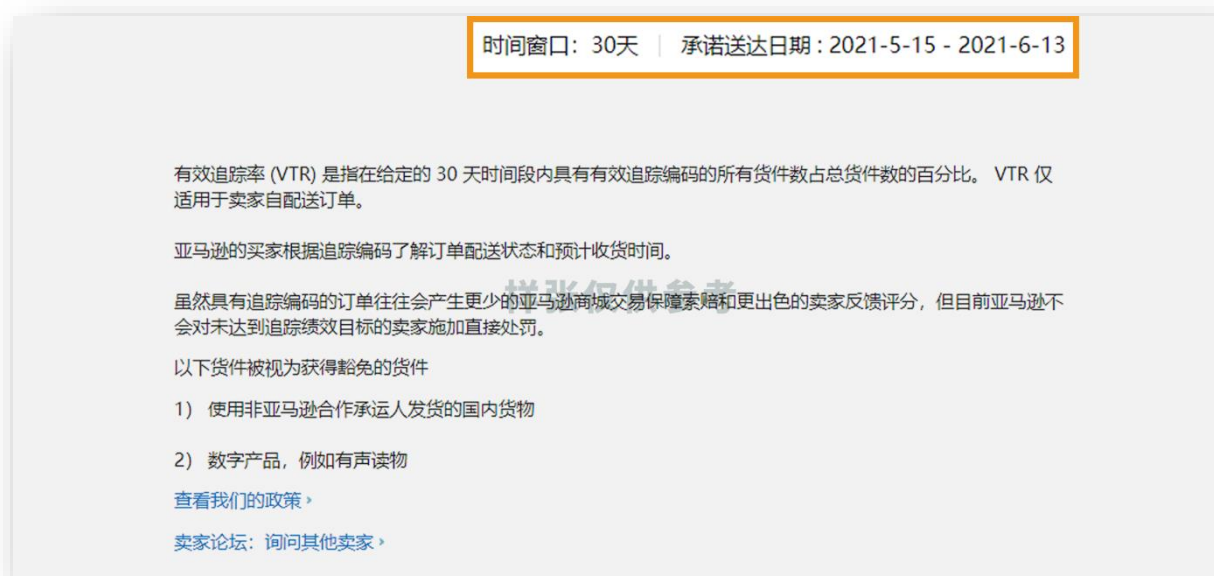 时间窗口：30天 | 承诺送达日期 : 2021-5-15 - 2021-6-13
有效追踪率 (VTR) 是指在给定的 30 天时间段内具有有效追踪编码的所有货件数占总货件数的百分比。 VTR 仅
适用于卖家自配送订单。
亚马逊的买家根据追踪编码了解订单配送状态和预计收货时间。
样张仅供参考
虽然具有追踪编码的订单往往会产生更少的亚马逊商城交易保障索赔和更出色的卖家反馈评分，但目前亚马逊不
会对未达到追踪绩效目标的卖家施加直接处罚。
以下货件被视为获得豁免的货件
1） 使用非亚马逊合作承运人发货的国内货物
2） 数字产品，例如有声读物
查看我们的政策 ›
卖家论坛：询问其他卖家 ›